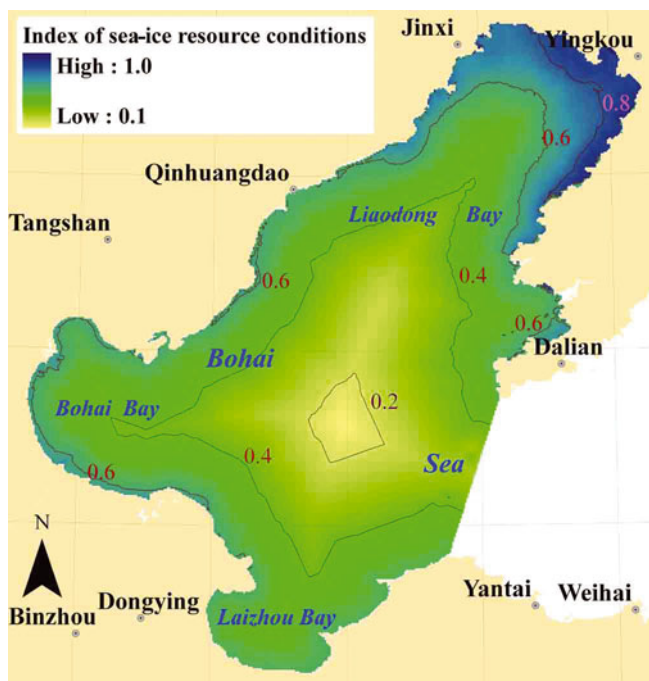 Index of sea-ice resource conditions
High : 1.0
Low : 0.1
Jinxi
Yingkou
0.8
0.6
Qinhuangdao
Liaodong Bay
Tangshan
0.6
0.4
0.6
Bohai
Dalian
0.2
Bohai Bay
0.4
Sea
0.6
N
Binzhou
Dongying
Laizhou Bay
Yantai
Weihai